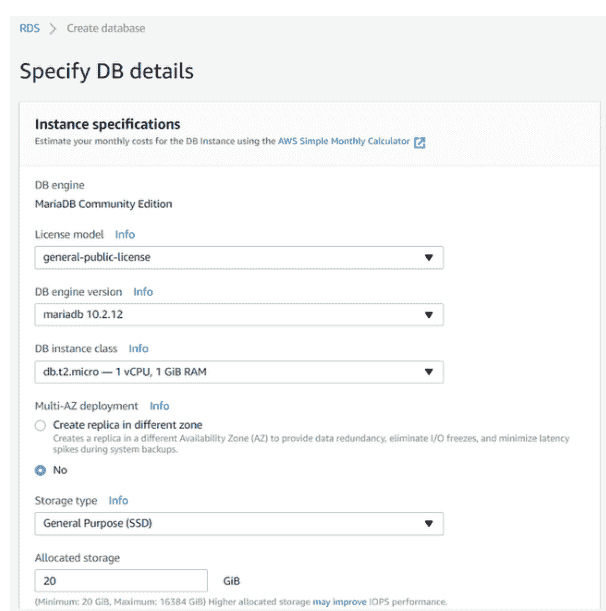 RDS > Create database
Specify DB details
Instance specifications
Estimate your monthly costs for the DB Instance using the AWS Simple Monthly Calculator
DB engine
MariaDB Community Edition
License model Info
general-public-license
DB engine version Info
mariadb 10.2.12
DB instance class Info
db.t2.micro — 1 vCPU, 1 GiB RAM
Multi-AZ deployment Info
Create replica in different zone
Creates a replica in a different Availability Zone (AZ) to provide data redundancy, eliminate I/O freezes, and minimize latency
spikes during system backups.
No
Storage type Info
General Purpose (SSD)
Allocated storage
20 GiB
(Minimum: 20 GiB, Maximum: 16384 GiB) Higher allocated storage may improve IOPS performance.